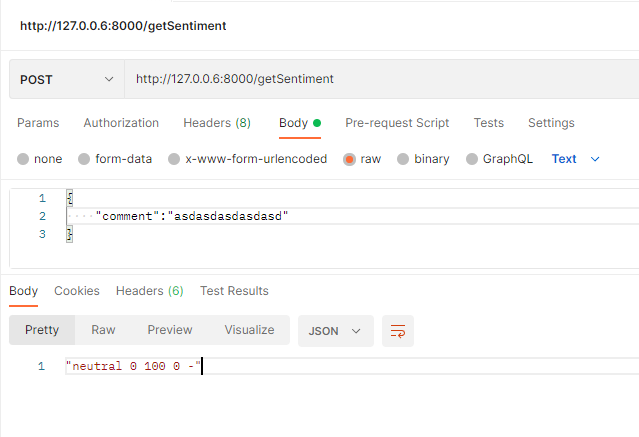 http://127.0.0.6:8000/getSentiment
POST http://127.0.0.6:8000/getSentiment
Params Authorization Headers (8) Body Pre-request Script Tests Settings
none form-data x-www-form-urlencoded raw binary GraphQL Text
1 {
2 ····"comment":"asdasdasdasdasd"
3 }
Body Cookies Headers (6) Test Results
Pretty Raw Preview Visualize JSON
1 "neutral 0 100 0 -"